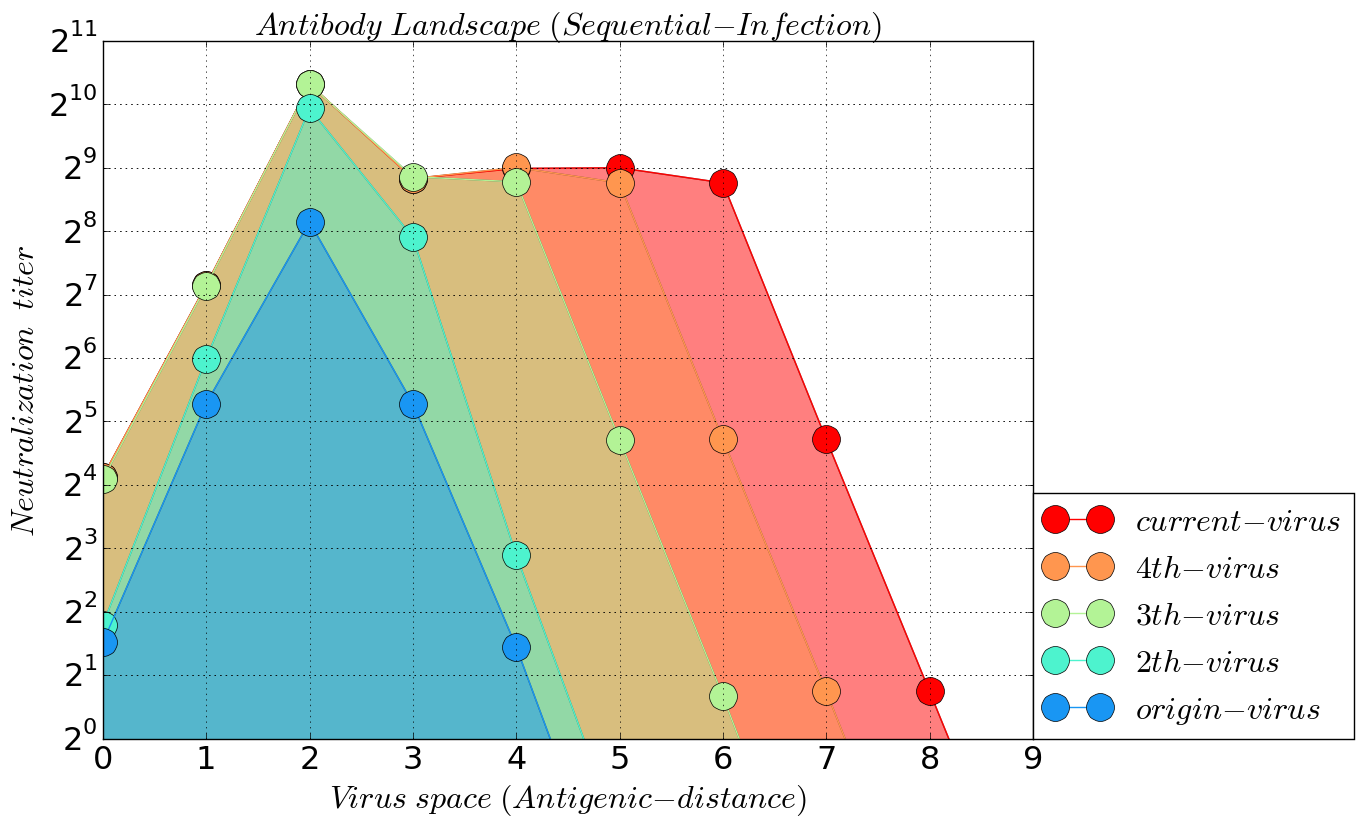 Antibody Landscape (Sequential−Infection)
2^11
2^10
2^9
2^8
2^7
2^6
2^5
2^4
2^3
2^2
2^1
2^0
Neutralization titer
0 1 2 3 4 5 6 7 8 9
Virus space (Antigenic−distance)
current−virus
4th−virus
3th−virus
2th−virus
origin−virus